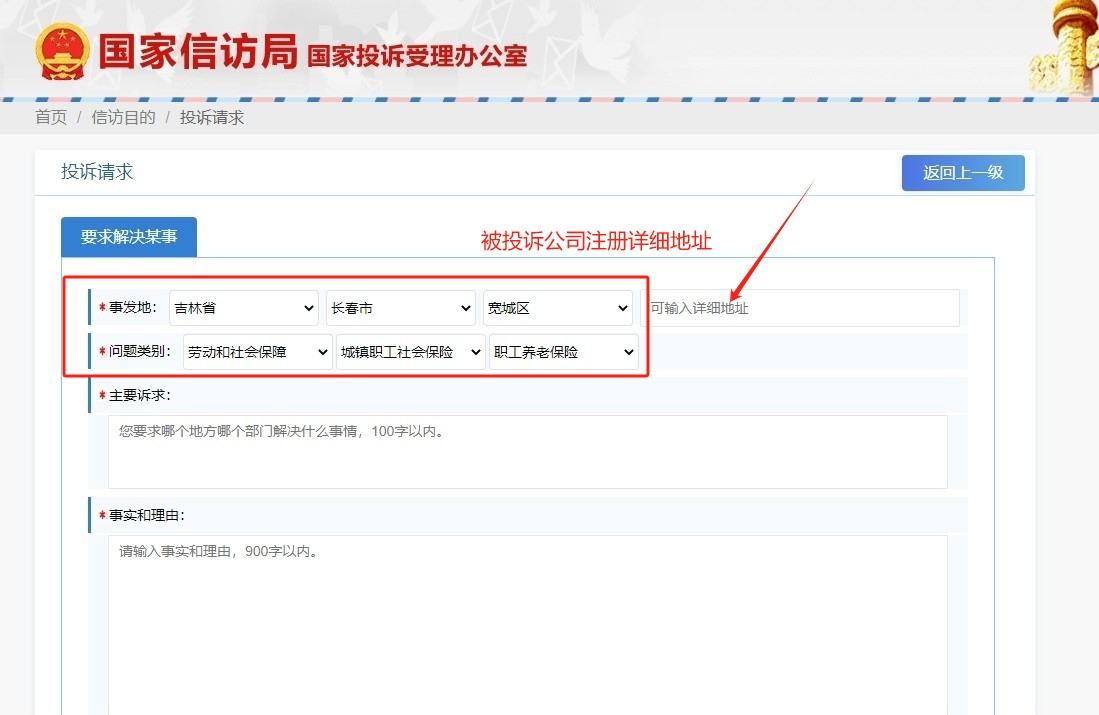 国家信访局 国家投诉受理办公室
首页 / 信访目的 / 投诉请求
投诉请求 返回上一级
要求解决某事
被投诉公司注册详细地址
*事发地： 吉林省 长春市 宽城区 可输入详细地址
*问题类别： 劳动和社会保障 城镇职工社会保险 职工养老保险
*主要诉求：
您要求哪个地方哪个部门解决什么事情，100字以内。
*事实和理由：
请输入事实和理由，900字以内。